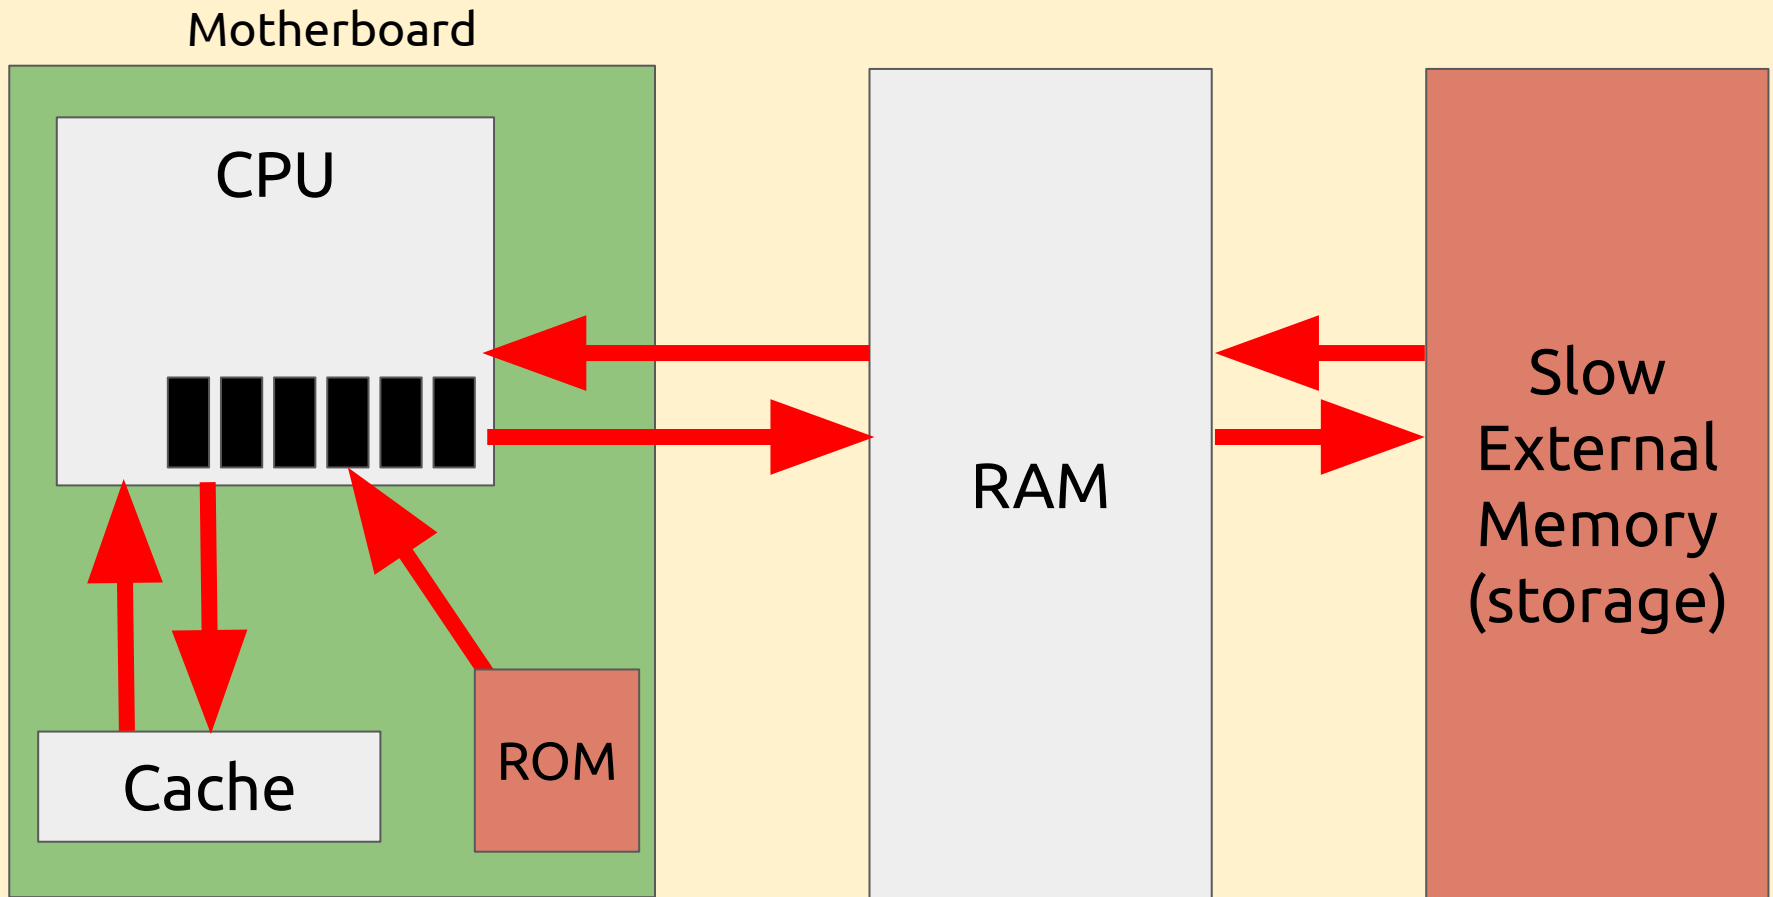 Motherboard
CPU
Cache
ROM
RAM
Slow
External
Memory
(storage)